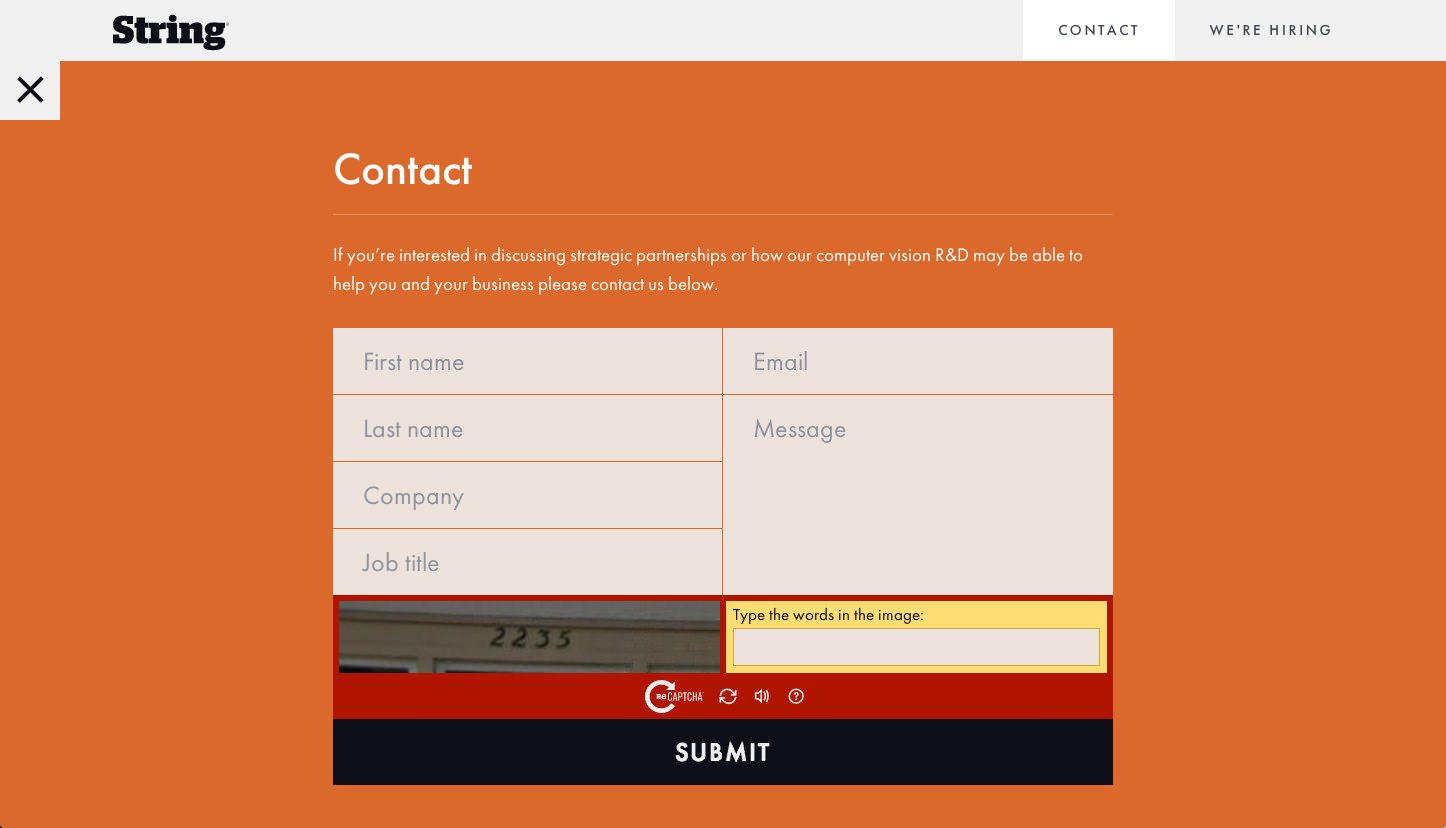 String
CONTACT
WE'RE HIRING
Contact
If you’re interested in discussing strategic partnerships or how our computer vision R&D may be able to
help you and your business please contact us below.
First name
Email
Last name
Message
Company
Job title
2235
Type the words in the image:
ReCAPTCHA
SUBMIT